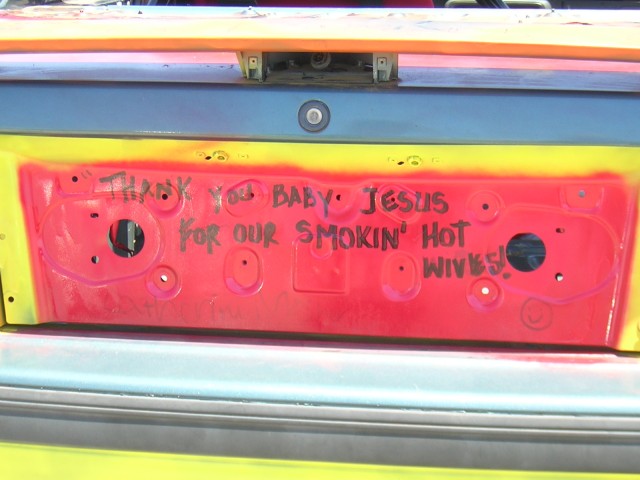 "THANK YOU BABY JESUS
FOR OUR SMOKIN' HOT
WIVES!